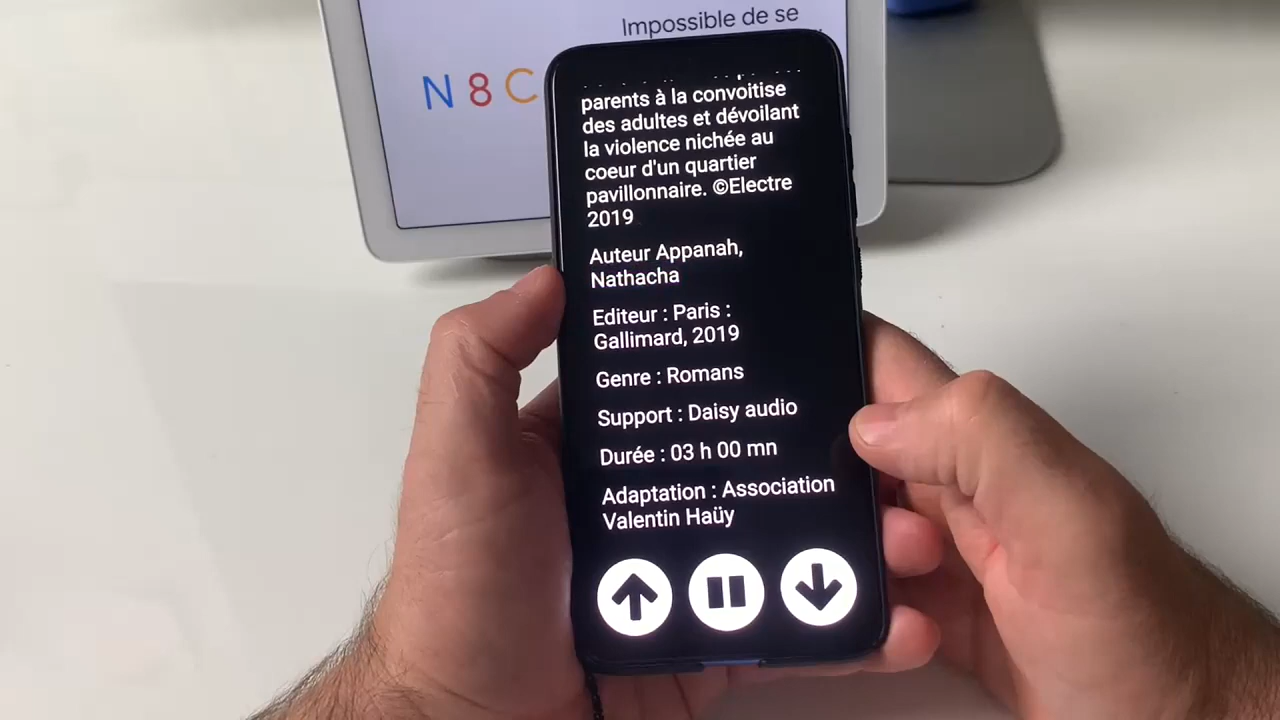 Impossible de se
N 8 C
parents à la convoitise
des adultes et dévoilant
la violence nichée au
coeur d'un quartier
pavillonnaire. ©Electre
2019
Auteur Appanah,
Nathacha
Editeur : Paris :
Gallimard, 2019
Genre : Romans
Support : Daisy audio
Durée : 03 h 00 mn
Adaptation : Association
Valentin Haüy